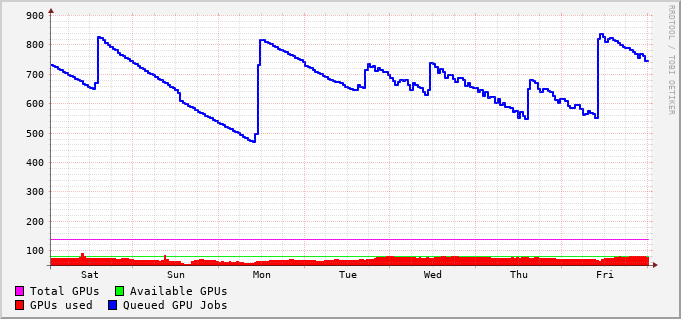 900
800
700
600
500
400
300
200
100
Sat Sun Mon Tue Wed Thu Fri
Total GPUs Available GPUs
GPUs used Queued GPU Jobs
RRDTOOL / TOBI OETIKER